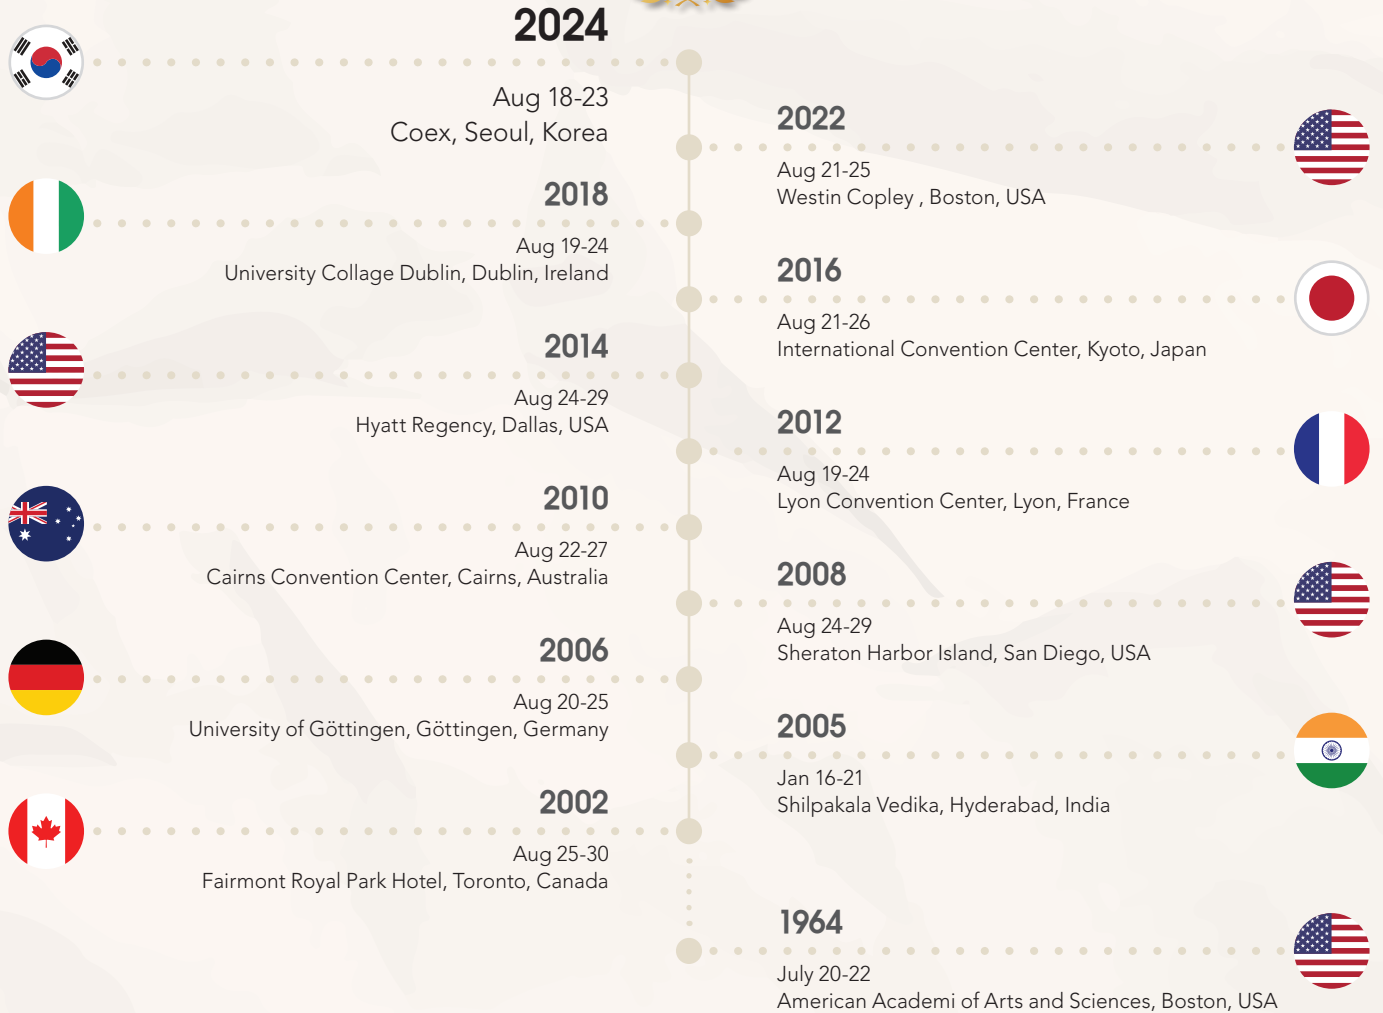 2024
Aug 18-23
Coex, Seoul, Korea
2022
Aug 21-25
Westin Copley , Boston, USA
2018
Aug 19-24
University Collage Dublin, Dublin, Ireland
2016
Aug 21-26
International Convention Center, Kyoto, Japan
2014
Aug 24-29
Hyatt Regency, Dallas, USA
2012
Aug 19-24
Lyon Convention Center, Lyon, France
2010
Aug 22-27
Cairns Convention Center, Cairns, Australia
2008
Aug 24-29
Sheraton Harbor Island, San Diego, USA
2006
Aug 20-25
University of Göttingen, Göttingen, Germany
2005
Jan 16-21
Shilpakala Vedika, Hyderabad, India
2002
Aug 25-30
Fairmont Royal Park Hotel, Toronto, Canada
1964
July 20-22
American Academi of Arts and Sciences, Boston, USA